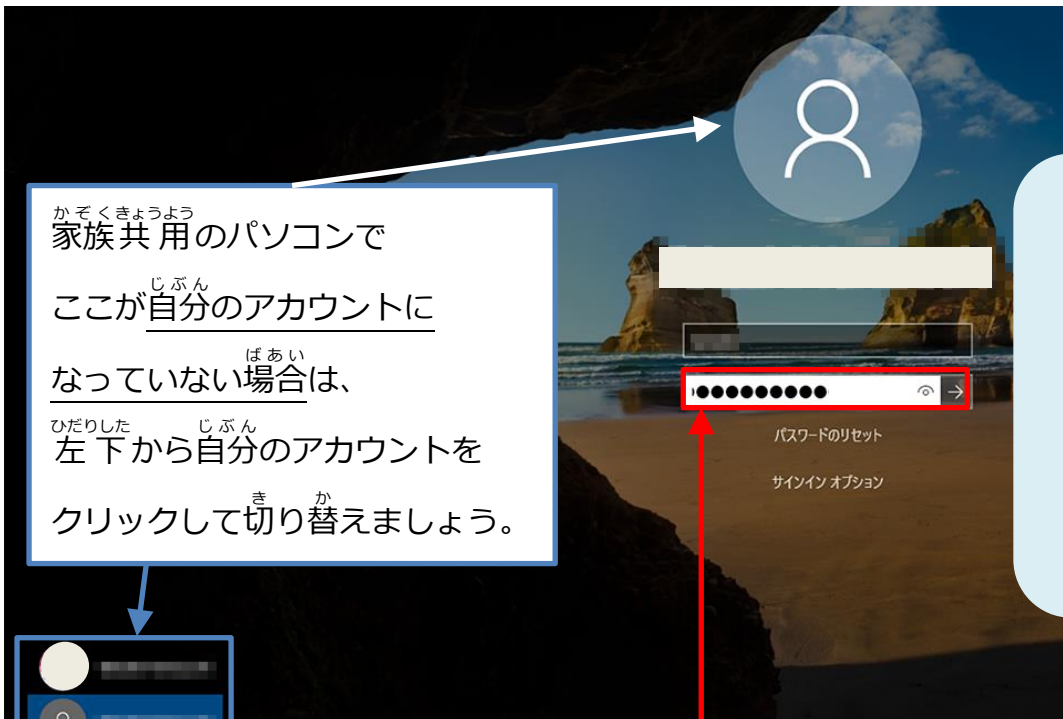 家族共用のパソコンで
ここが自分のアカウントに
なっていない場合は、
左下から自分のアカウントを
クリックして切り替えましょう。
パスワードのリセット
サインイン オプション